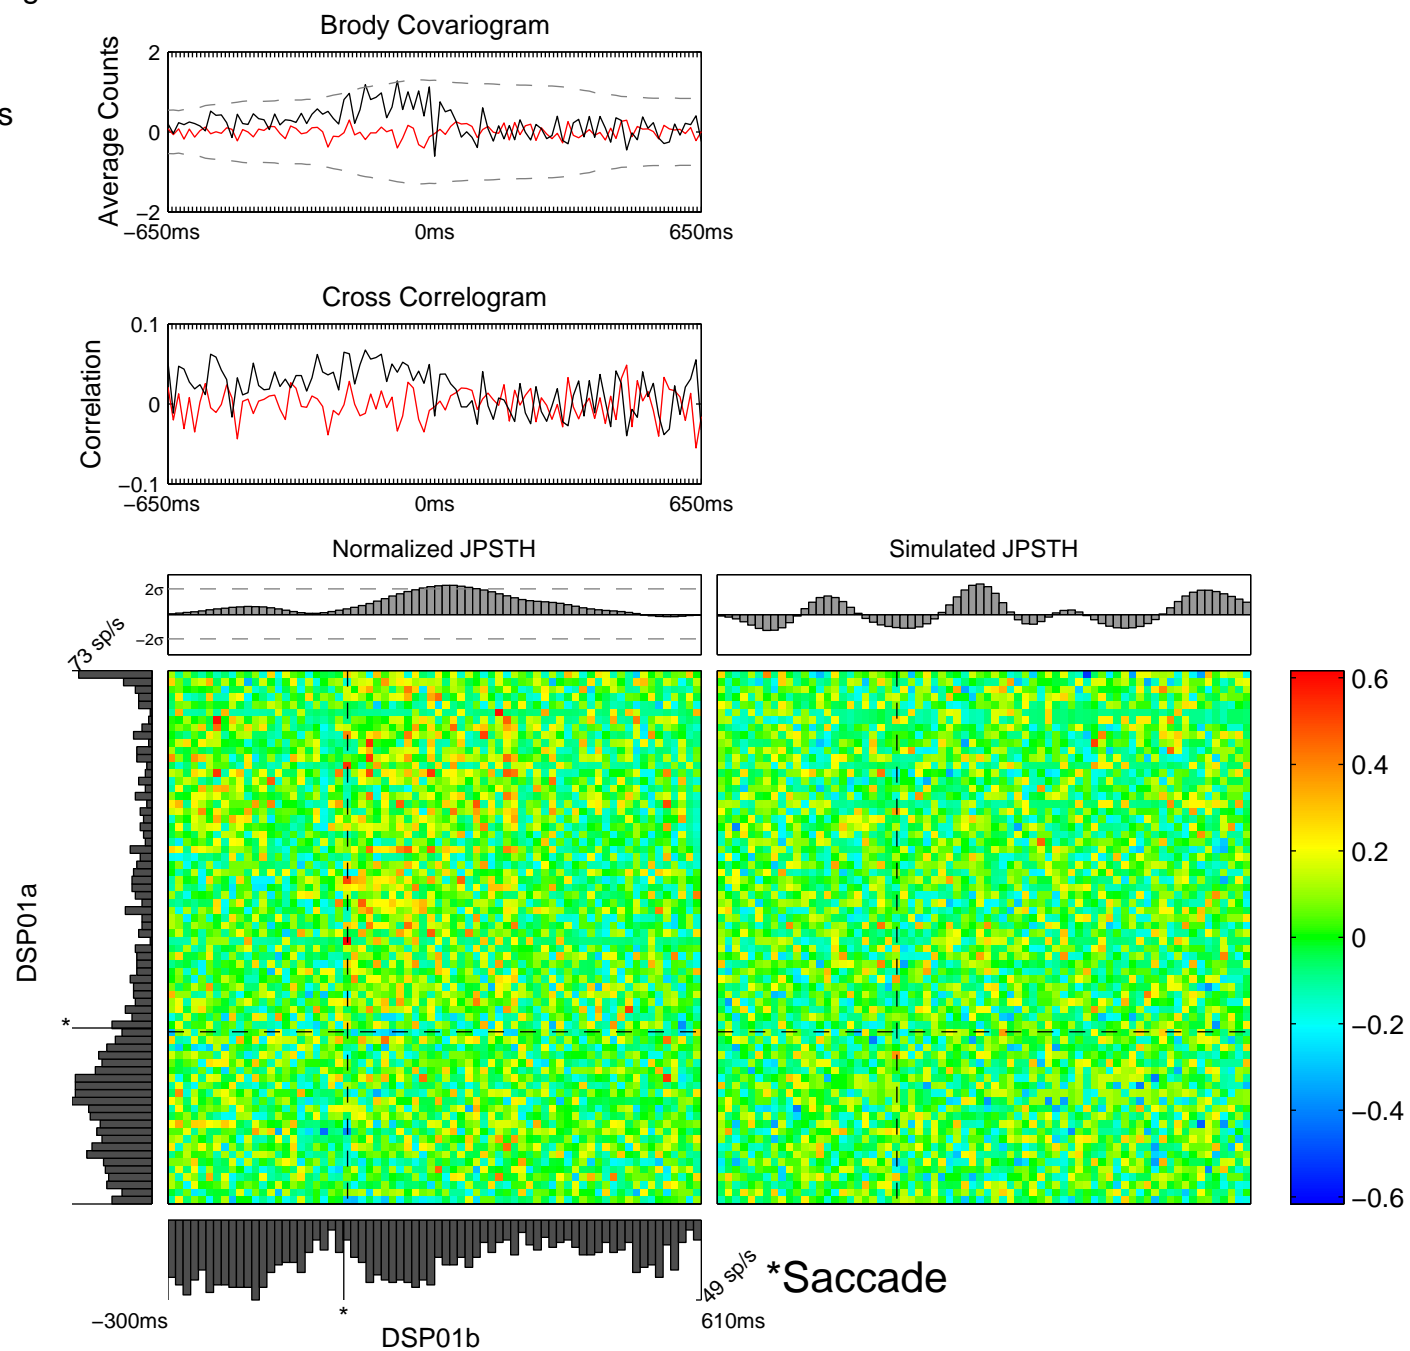 g
Brody Covariogram
s
Average Counts
2
0
−2
−650ms 0ms 650ms
Cross Correlogram
Correlation
0.1
0
−0.1
−650ms 0ms 650ms
Normalized JPSTH Simulated JPSTH
2σ
−2σ
73 sp/s
DSP01a
*
0.6
0.4
0.2
0
−0.2
−0.4
−0.6
49 sp/s
*Saccade
*
−300ms 610ms
DSP01b